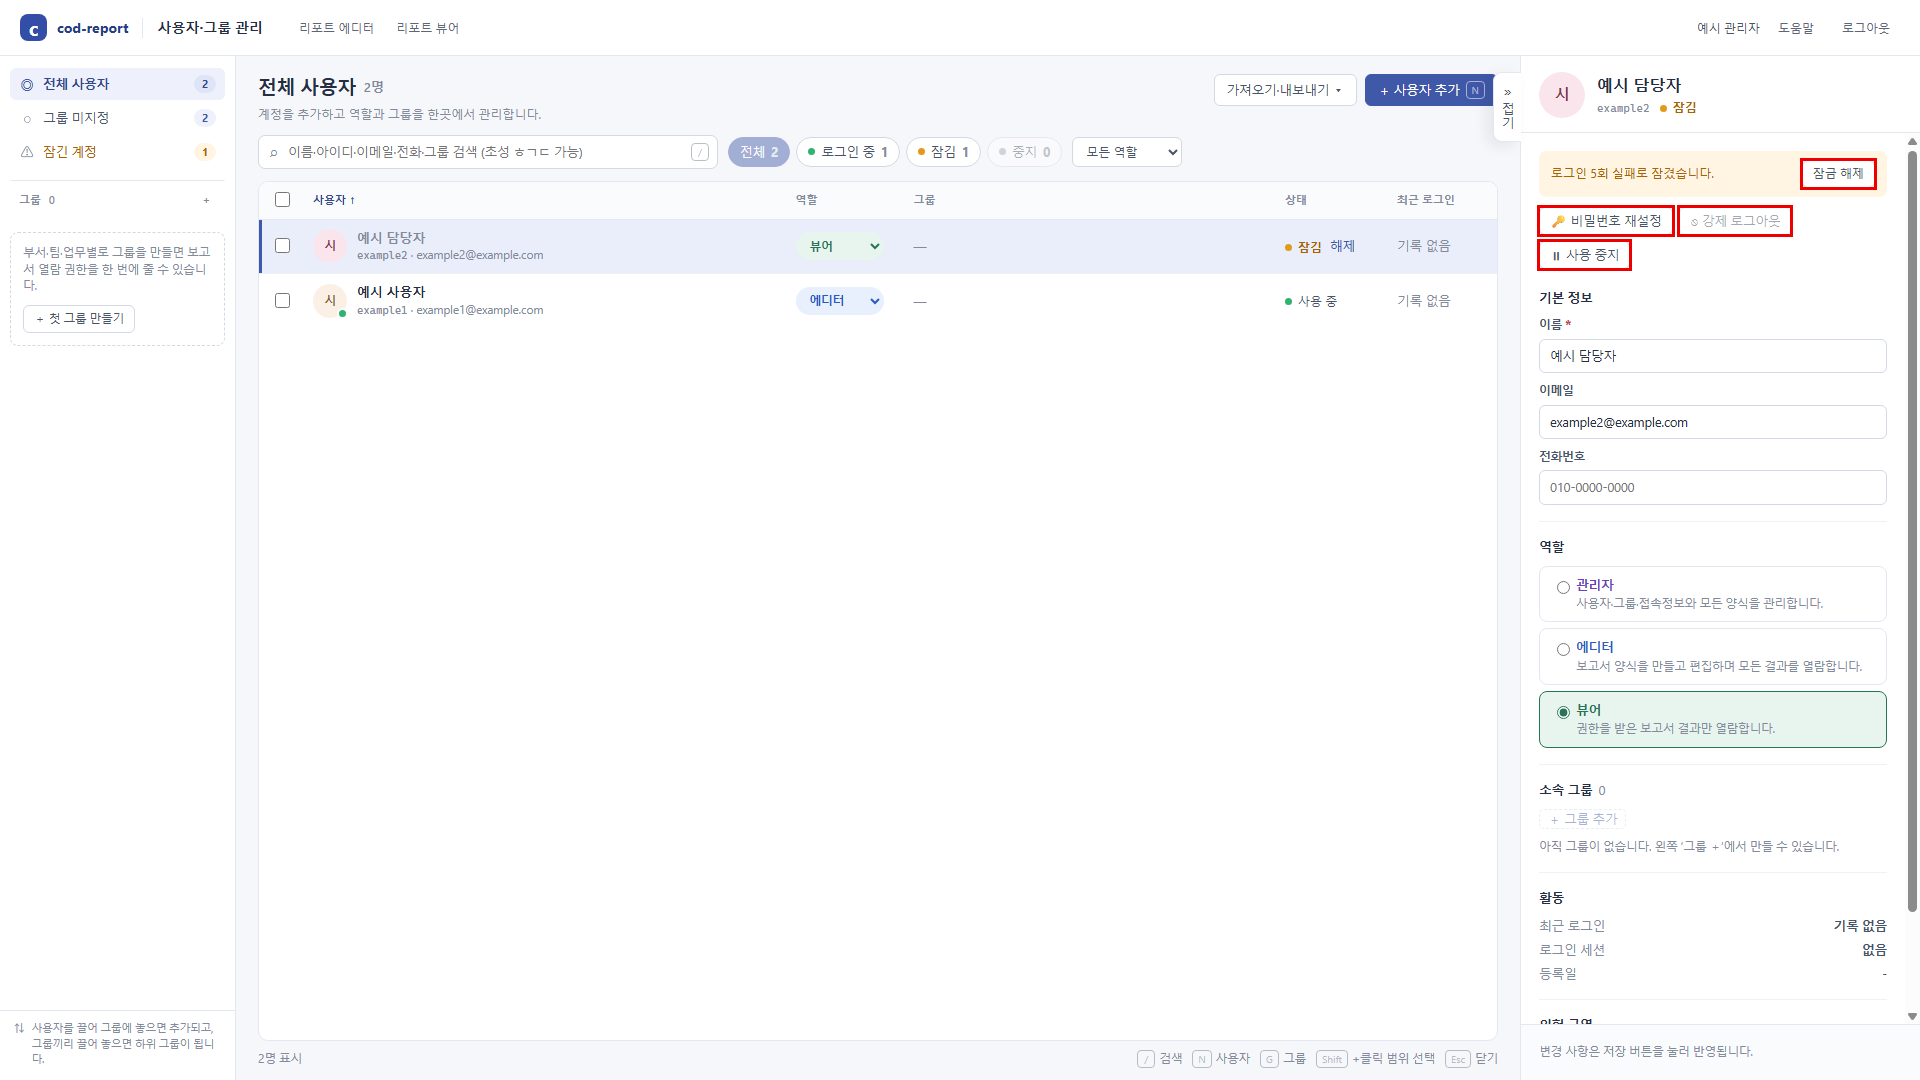 c cod-report 사용자·그룹 관리 리포트 에디터 리포트 뷰어 예시 관리자 도움말 로그아웃
전체 사용자 2
그룹 미지정 2
잠긴 계정 1
그룹 0 +
부서·팀·업무별로 그룹을 만들면 보고
서 열람 권한을 한 번에 줄 수 있습니
다.
+ 첫 그룹 만들기
사용자를 끌어 그룹에 놓으면 추가되고,
그룹끼리 끌어 놓으면 하위 그룹이 됩니
다.
전체 사용자 2명
계정을 추가하고 역할과 그룹을 한곳에서 관리합니다.
가져오기·내보내기
+ 사용자 추가 N
이름·아이디·이메일·전화·그룹 검색 (초성 ㅎㄱㄷ 가능) /
전체 2 로그인 중 1 잠김 1 중지 0 모든 역할
사용자 ↑ 역할 그룹 상태 최근 로그인
시 예시 담당자 뷰어 — 잠김 해제 기록 없음
example2 · example2@example.com
시 예시 사용자 에디터 — 사용 중 기록 없음
example1 · example1@example.com
2명 표시
/ 검색 N 사용자 G 그룹 Shift +클릭 범위 선택 Esc 닫기
» 접기
시 예시 담당자
example2 잠김
로그인 5회 실패로 잠겼습니다. 잠금 해제
비밀번호 재설정 강제 로그아웃
사용 중지
기본 정보
이름 *
예시 담당자
이메일
example2@example.com
전화번호
010-0000-0000
역할
관리자
사용자·그룹·접속정보와 모든 양식을 관리합니다.
에디터
보고서 양식을 만들고 편집하며 모든 결과를 열람합니다.
뷰어
권한을 받은 보고서 결과만 열람합니다.
소속 그룹 0
+ 그룹 추가
아직 그룹이 없습니다. 왼쪽 '그룹 +'에서 만들 수 있습니다.
활동
최근 로그인 기록 없음
로그인 세션 없음
등록일 -
변경 사항은 저장 버튼을 눌러 반영됩니다.